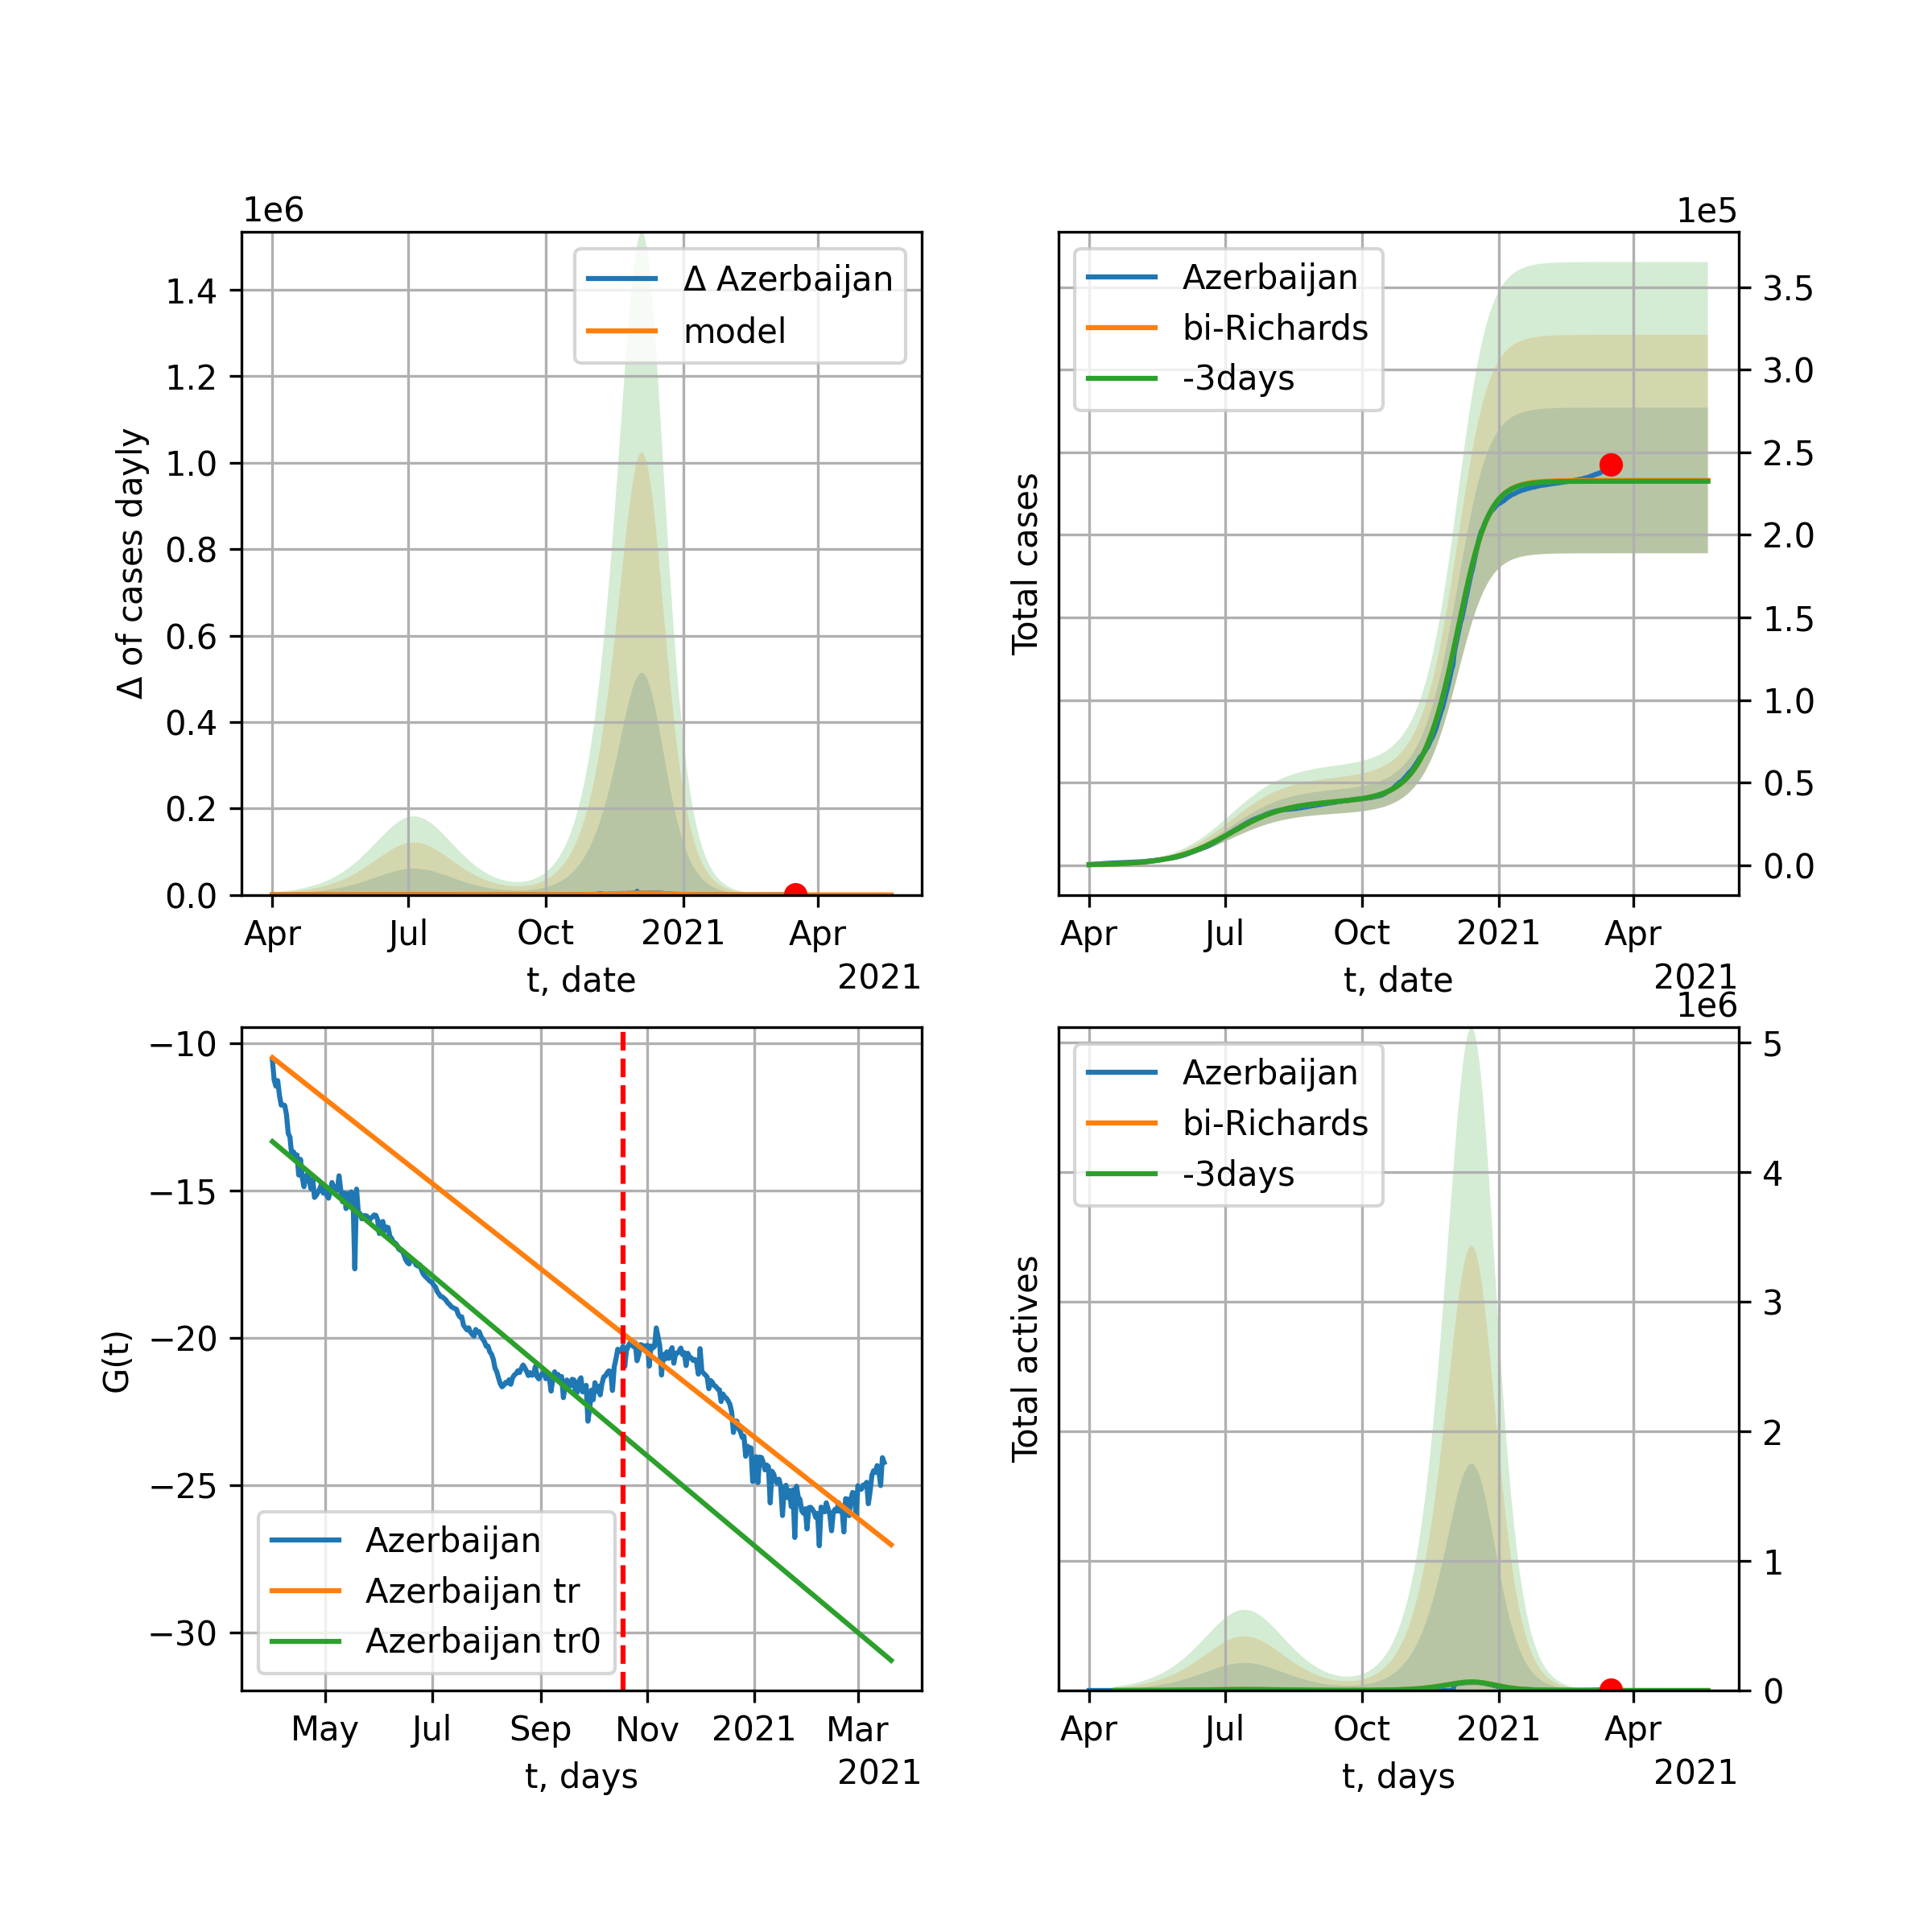 1e6
Δ of cases dayly
1.4
1.2
1.0
0.8
0.6
0.4
0.2
0.0
Δ Azerbaijan
model
Apr Jul Oct 2021 Apr
t, date
2021
1e5
Total cases
Azerbaijan
bi-Richards
-3days
3.5
3.0
2.5
2.0
1.5
1.0
0.5
0.0
Apr Jul Oct 2021 Apr
t, date
2021
G(t)
−10
−15
−20
−25
−30
Azerbaijan
Azerbaijan tr
Azerbaijan tr0
May Jul Sep Nov 2021 Mar
t, days
2021
1e6
Total actives
Azerbaijan
bi-Richards
-3days
5
4
3
2
1
0
Apr Jul Oct 2021 Apr
t, days
2021